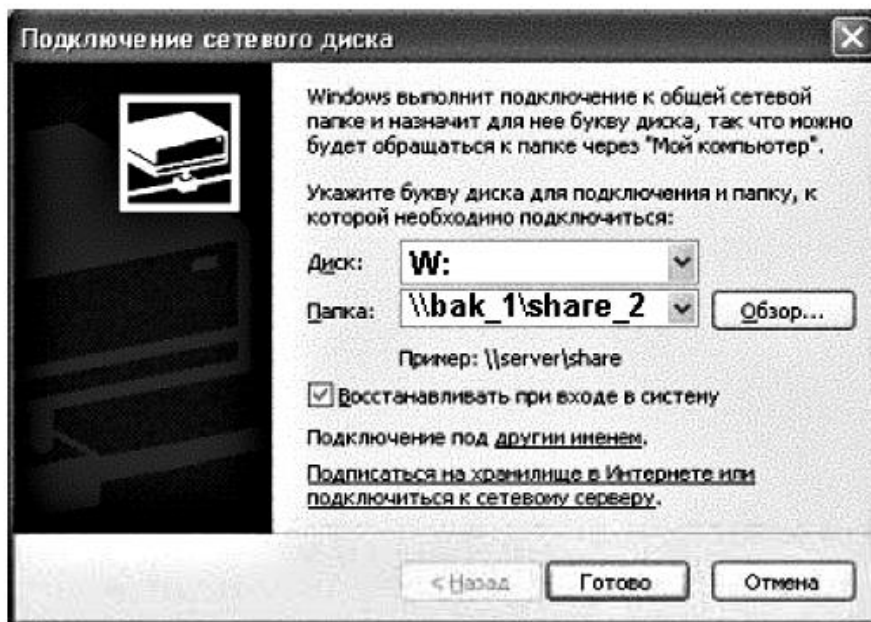 Подключение сетевого диска
Windows выполнит подключение к общей сетевой
папке и назначит для нее букву диска, так что можно
будет обращаться к папке через "Мой компьютер".
Укажите букву диска для подключения и папку, к
которой необходимо подключиться:
Диск: W:
Папка: \\bak_1\share_2 Обзор...
Пример: \\server\share
Восстанавливать при входе в систему
Подключение под другим именем.
Подписаться на хранилище в Интернете или
подключиться к сетевому серверу.
< Назад Готово Отмена